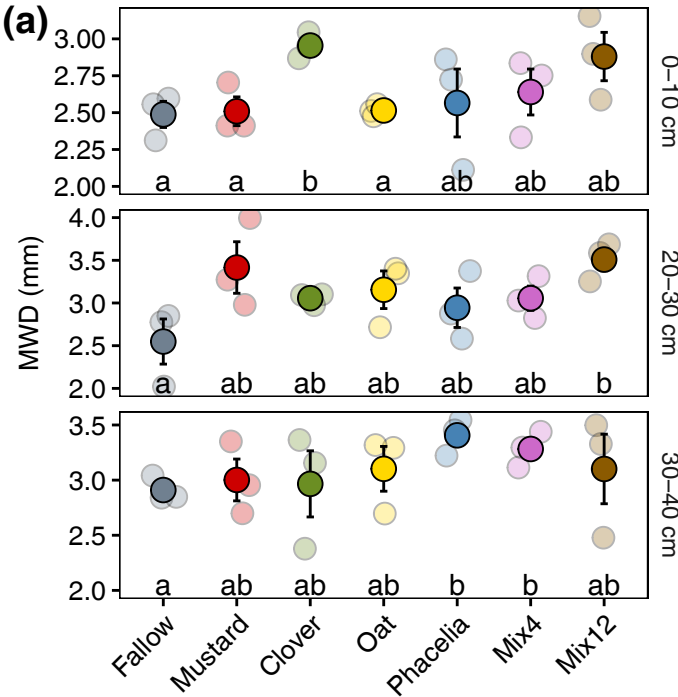 (a)
MWD (mm)
3.00
2.75
2.50
2.25
2.00
a a b a ab ab ab
0–10 cm
4.0
3.5
3.0
2.5
2.0
a ab ab ab ab ab b
20–30 cm
3.5
3.0
2.5
2.0
a ab ab ab b b ab
30–40 cm
Fallow Mustard Clover Oat Phacelia Mix4 Mix12